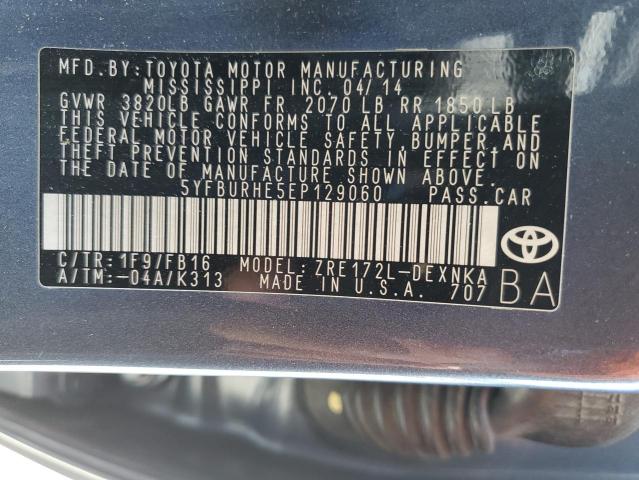 MFD.BY:TOYOTA MOTOR MANUFACTURING
MISSISSIPPI INC. 04/14
GVWR 3820LB GAWR FR 2070 LB RR 1850 LB
THIS VEHICLE CONFORMS TO ALL APPLICABLE
FEDERAL MOTOR VEHICLE SAFETY,BUMPER,AND
THEFT PREVENTION STANDARDS IN EFFECT ON
THE DATE OF MANUFACTURE SHOWN ABOVE.
5YFBURHE5EP129060 PASS.CAR
C/TR:1F9/FB16 MODEL:ZRE172L-DEXNKA
A/TM:-04A/K313 MADE IN U.S.A. 707
BA